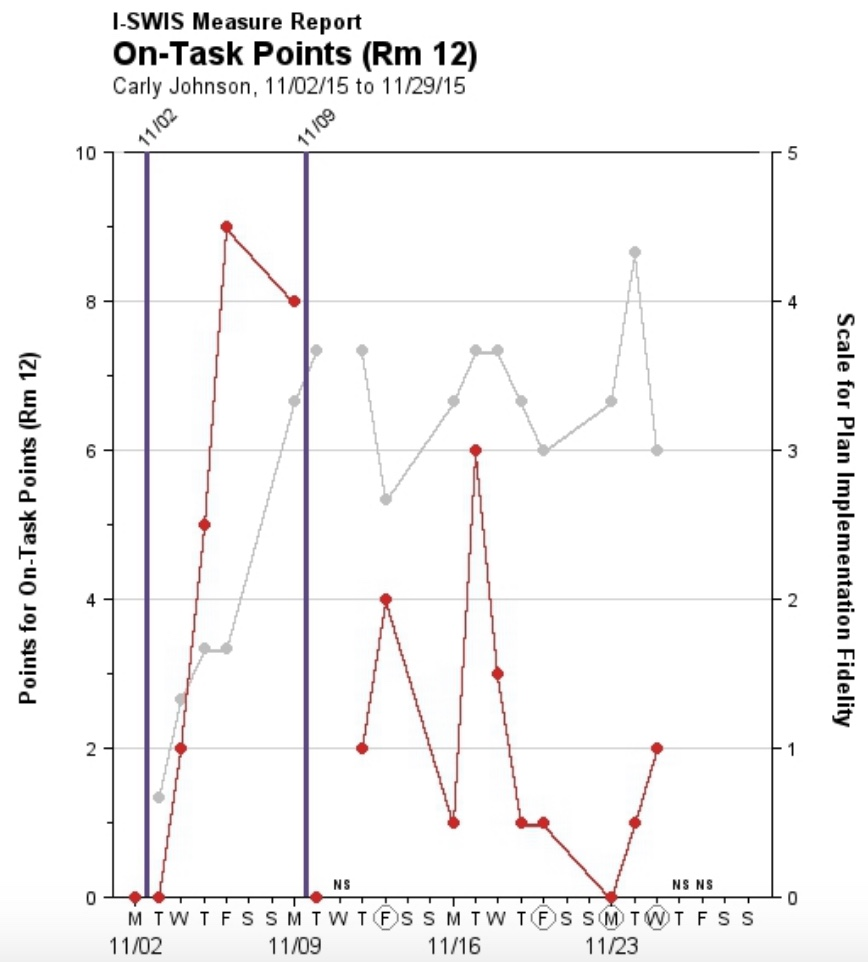 I-SWIS Measure Report
On-Task Points (Rm 12)
Carly Johnson, 11/02/15 to 11/29/15
11/02 11/09
10 5
8 4
6 3
4 2
2 1
0 0
Points for On-Task Points (Rm 12)
Scale for Plan Implementation Fidelity
NS NS NS
M T W T F S S M T W T F S S M T W T F S S M T W T F S S
11/02 11/09 11/16 11/23